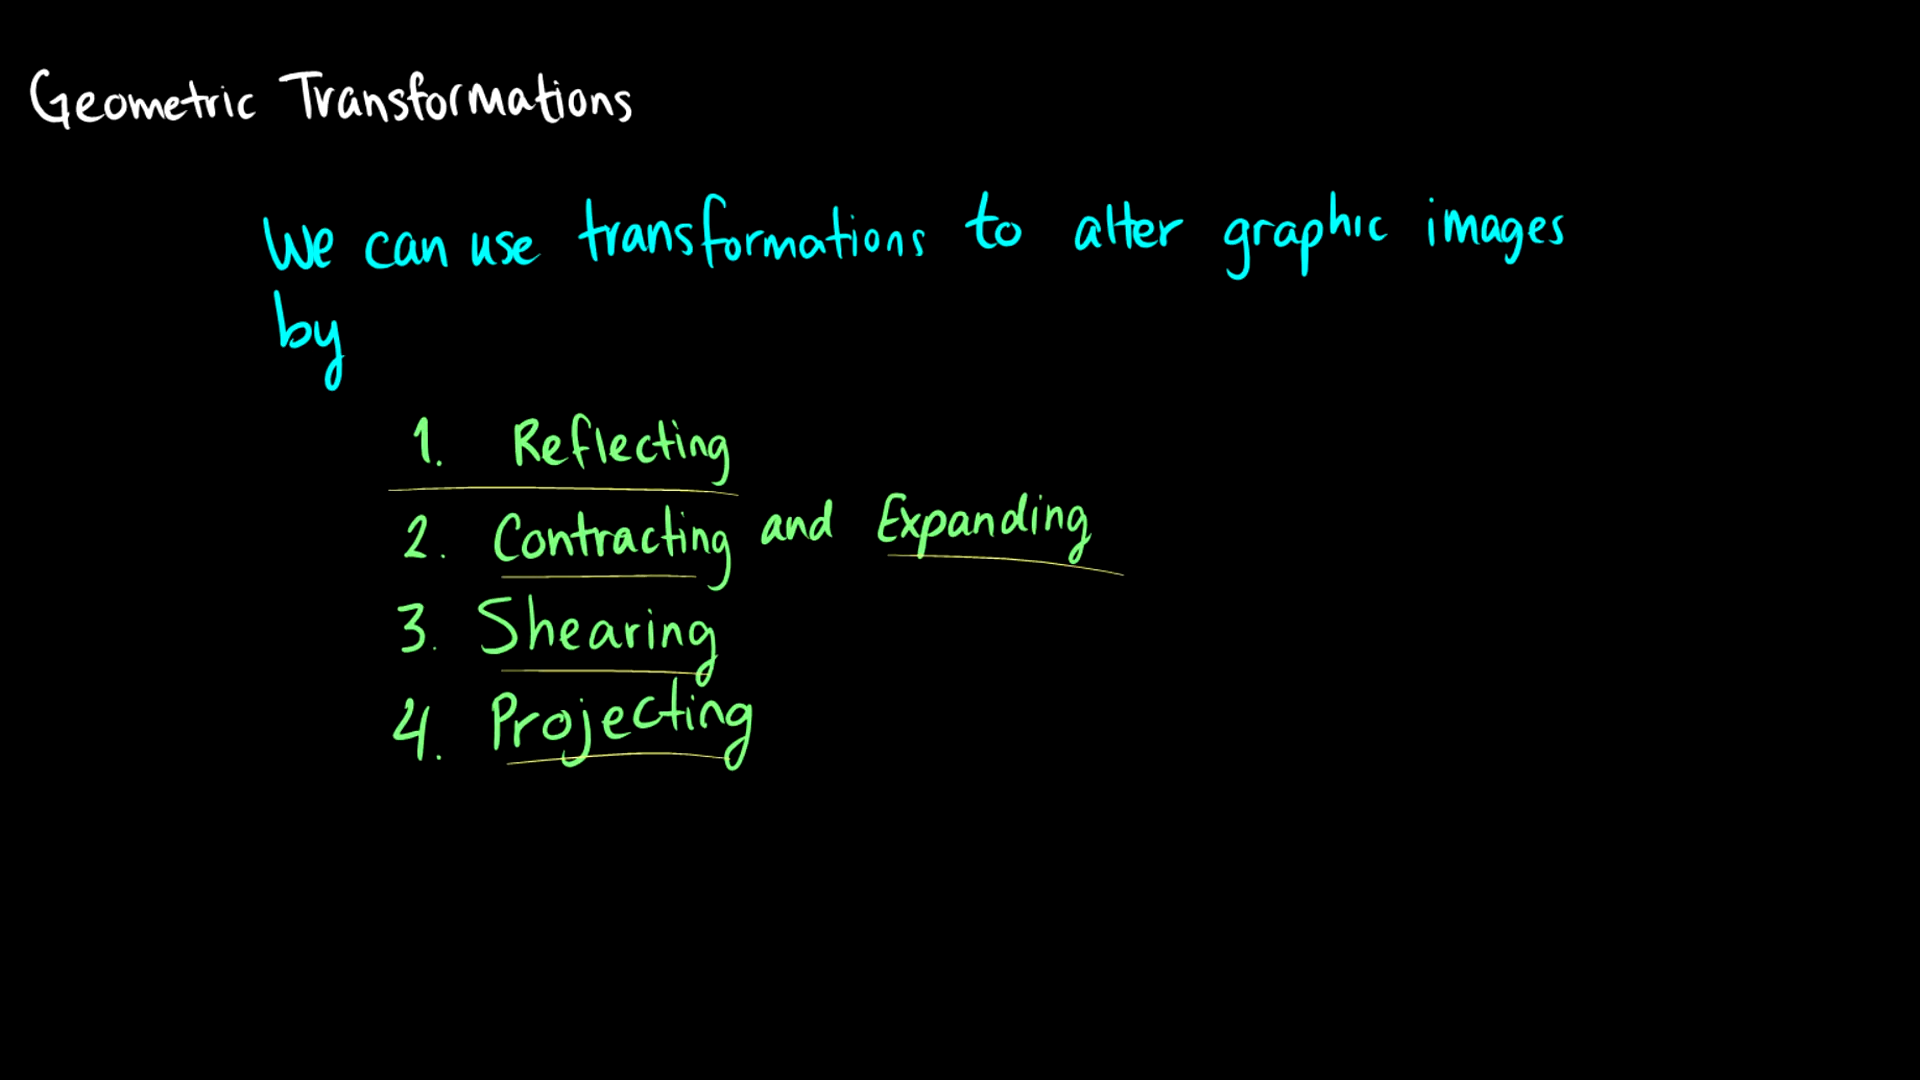 Geometric Transformations
We can use transformations to alter graphic images
by
1. Reflecting
2. Contracting and Expanding
3. Shearing
4. Projecting